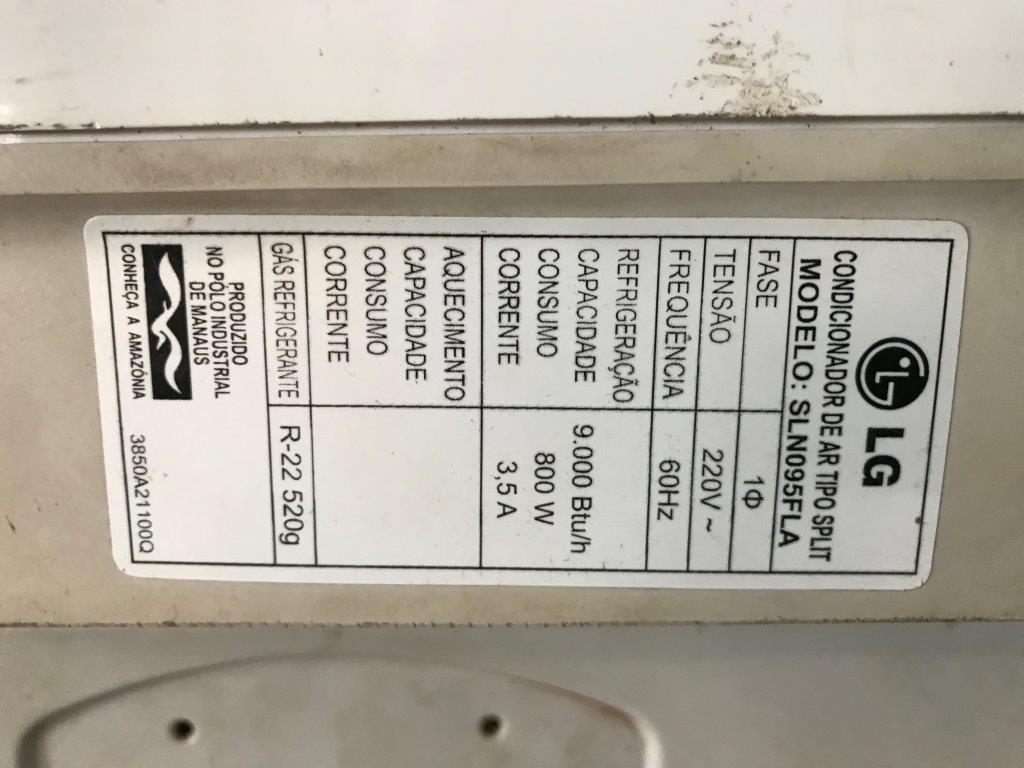 LG
CONDICIONADOR DE AR TIPO SPLIT
MODELO: SLN095FLA
FASE 1Φ
TENSÃO 220V ~
FREQUÊNCIA 60Hz
REFRIGERAÇÃO
CAPACIDADE 9.000 Btu/h
CONSUMO 800 W
CORRENTE 3,5 A
AQUECIMENTO
CAPACIDADE
CONSUMO
CORRENTE
GÁS REFRIGERANTE R-22 520g
PRODUZIDO
NO PÓLO INDUSTRIAL
DE MANAUS
CONHEÇA A AMAZÔNIA
3850A21100Q